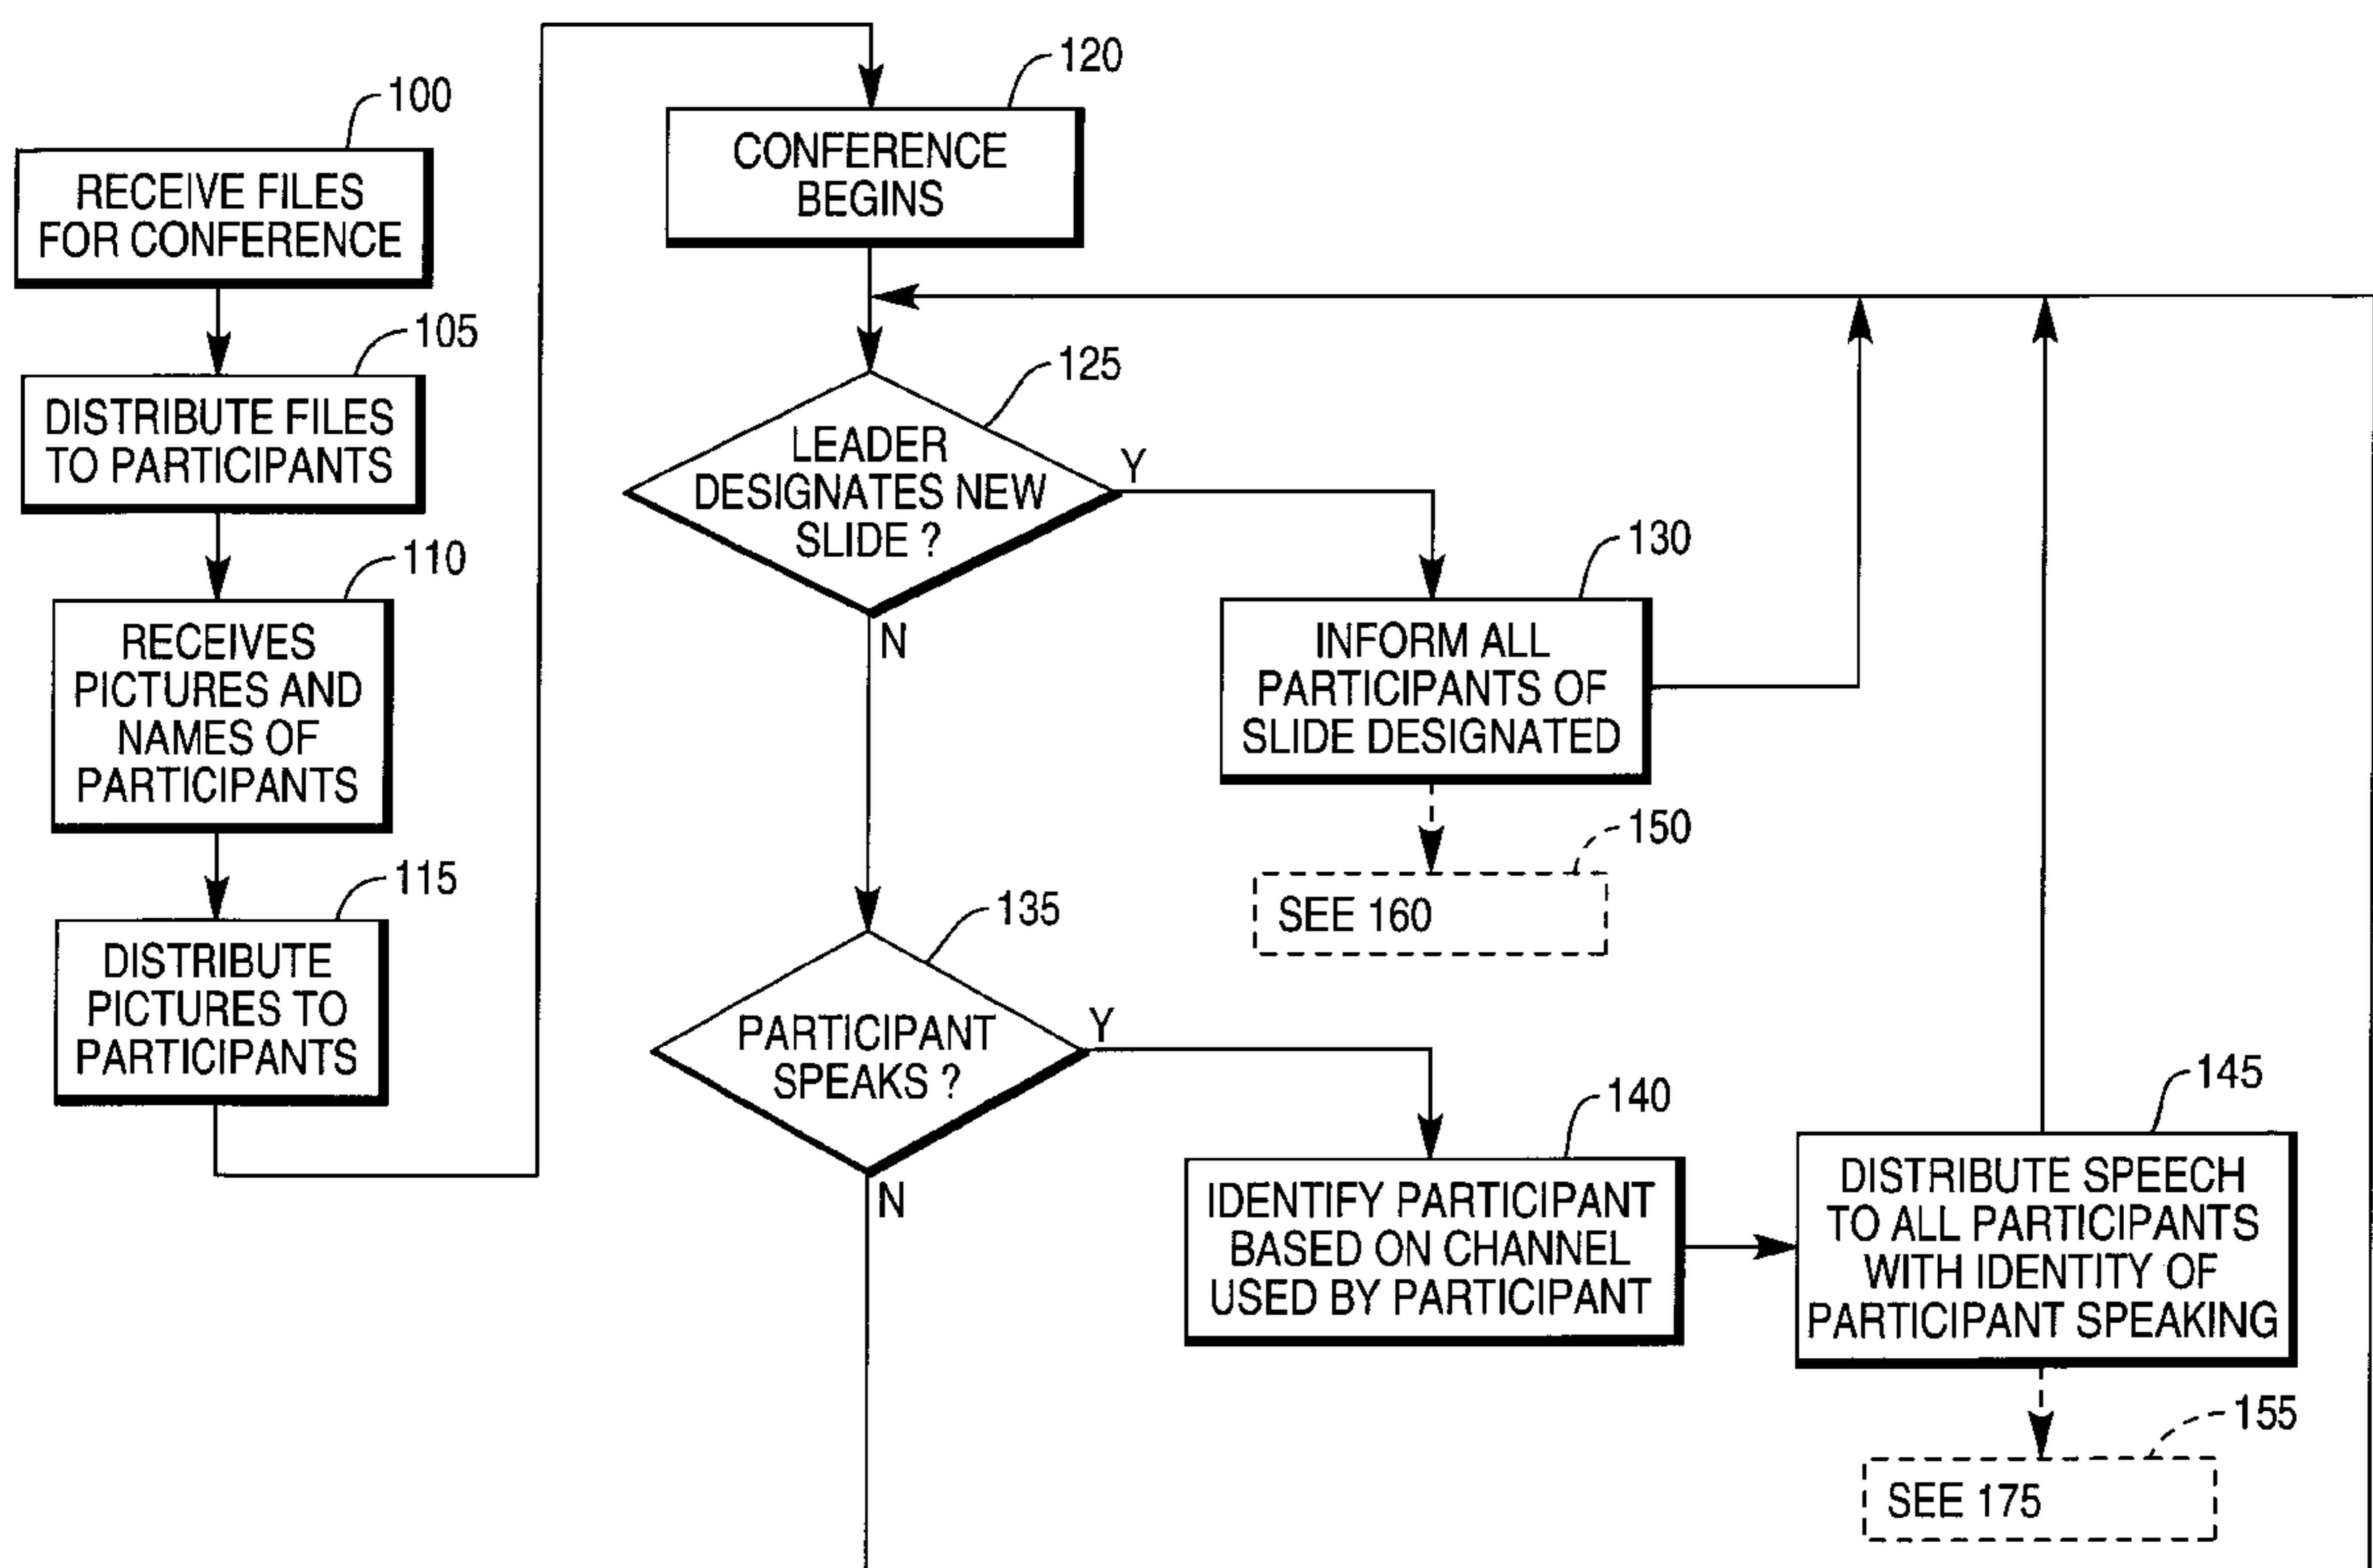 100
RECEIVE FILES
FOR CONFERENCE
105
DISTRIBUTE FILES
TO PARTICIPANTS
110
RECEIVES
PICTURES AND
NAMES OF
PARTICIPANTS
115
DISTRIBUTE
PICTURES TO
PARTICIPANTS
120
CONFERENCE
BEGINS
125
LEADER
DESIGNATES NEW
SLIDE ?
Y
N
130
INFORM ALL
PARTICIPANTS OF
SLIDE DESIGNATED
150
SEE 160
135
PARTICIPANT
SPEAKS ?
Y
N
140
IDENTIFY PARTICIPANT
BASED ON CHANNEL
USED BY PARTICIPANT
145
DISTRIBUTE SPEECH
TO ALL PARTICIPANTS
WITH IDENTITY OF
PARTICIPANT SPEAKING
155
SEE 175